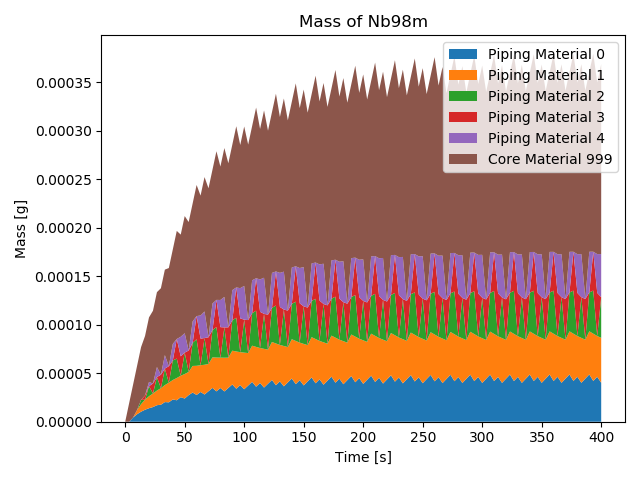 Mass of Nb98m
Piping Material 0
Piping Material 1
Piping Material 2
Piping Material 3
Piping Material 4
Core Material 999
Mass [g]
0.00035
0.00030
0.00025
0.00020
0.00015
0.00010
0.00005
0.00000
0 50 100 150 200 250 300 350 400
Time [s]